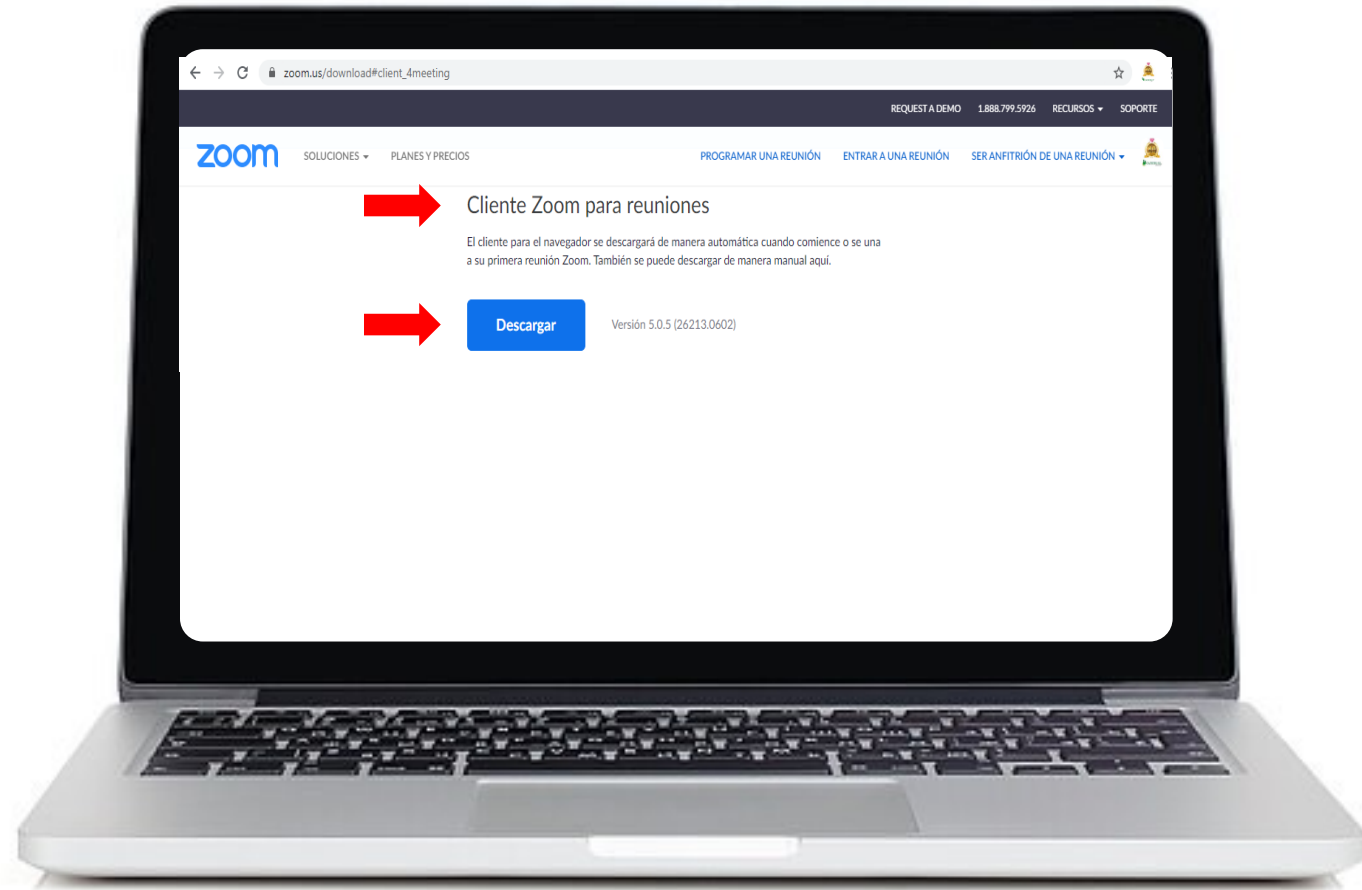 zoom.us/download#client_4meeting
REQUEST A DEMO 1.888.799.5926 RECURSOS SOPORTE
zoom SOLUCIONES PLANES Y PRECIOS PROGRAMAR UNA REUNIÓN ENTRAR A UNA REUNIÓN SER ANFITRIÓN DE UNA REUNIÓN
Cliente Zoom para reuniones
El cliente para el navegador se descargará de manera automática cuando comience o se una
a su primera reunión Zoom. También se puede descargar de manera manual aquí.
Descargar Versión 5.0.5 (26213.0602)